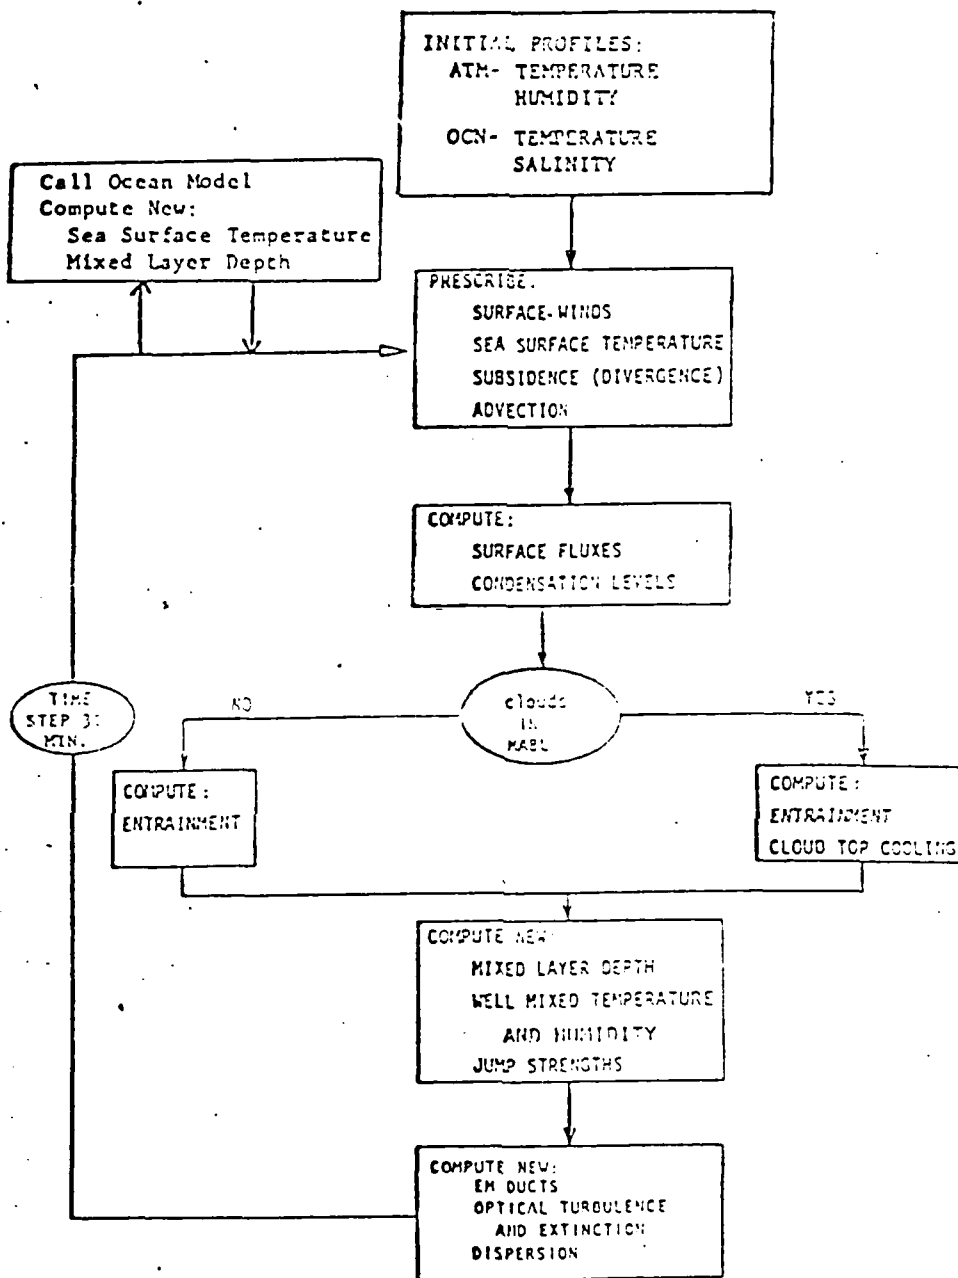 INITIAL PROFILES:
ATM- TEMPERATURE
HUMIDITY
OCN- TEMPERATURE
SALINITY
Call Ocean Model
Compute New:
Sea Surface Temperature
Mixed Layer Depth
PRESCRIBE:
SURFACE-WINDS
SEA SURFACE TEMPERATURE
SUBSIDENCE (DIVERGENCE)
ADVECTION
COMPUTE:
SURFACE FLUXES
CONDENSATION LEVELS
clouds
IN
MABL
NO
YES
TIME
STEP
MIN.
COMPUTE:
ENTRAINMENT
COMPUTE:
ENTRAINMENT
CLOUD TOP COOLING
COMPUTE NEW:
MIXED LAYER DEPTH
WELL MIXED TEMPERATURE
AND HUMIDITY
JUMP STRENGTHS
COMPUTE NEW:
EM DUCTS
OPTICAL TURBULENCE
AND EXTINCTION
DISPERSION